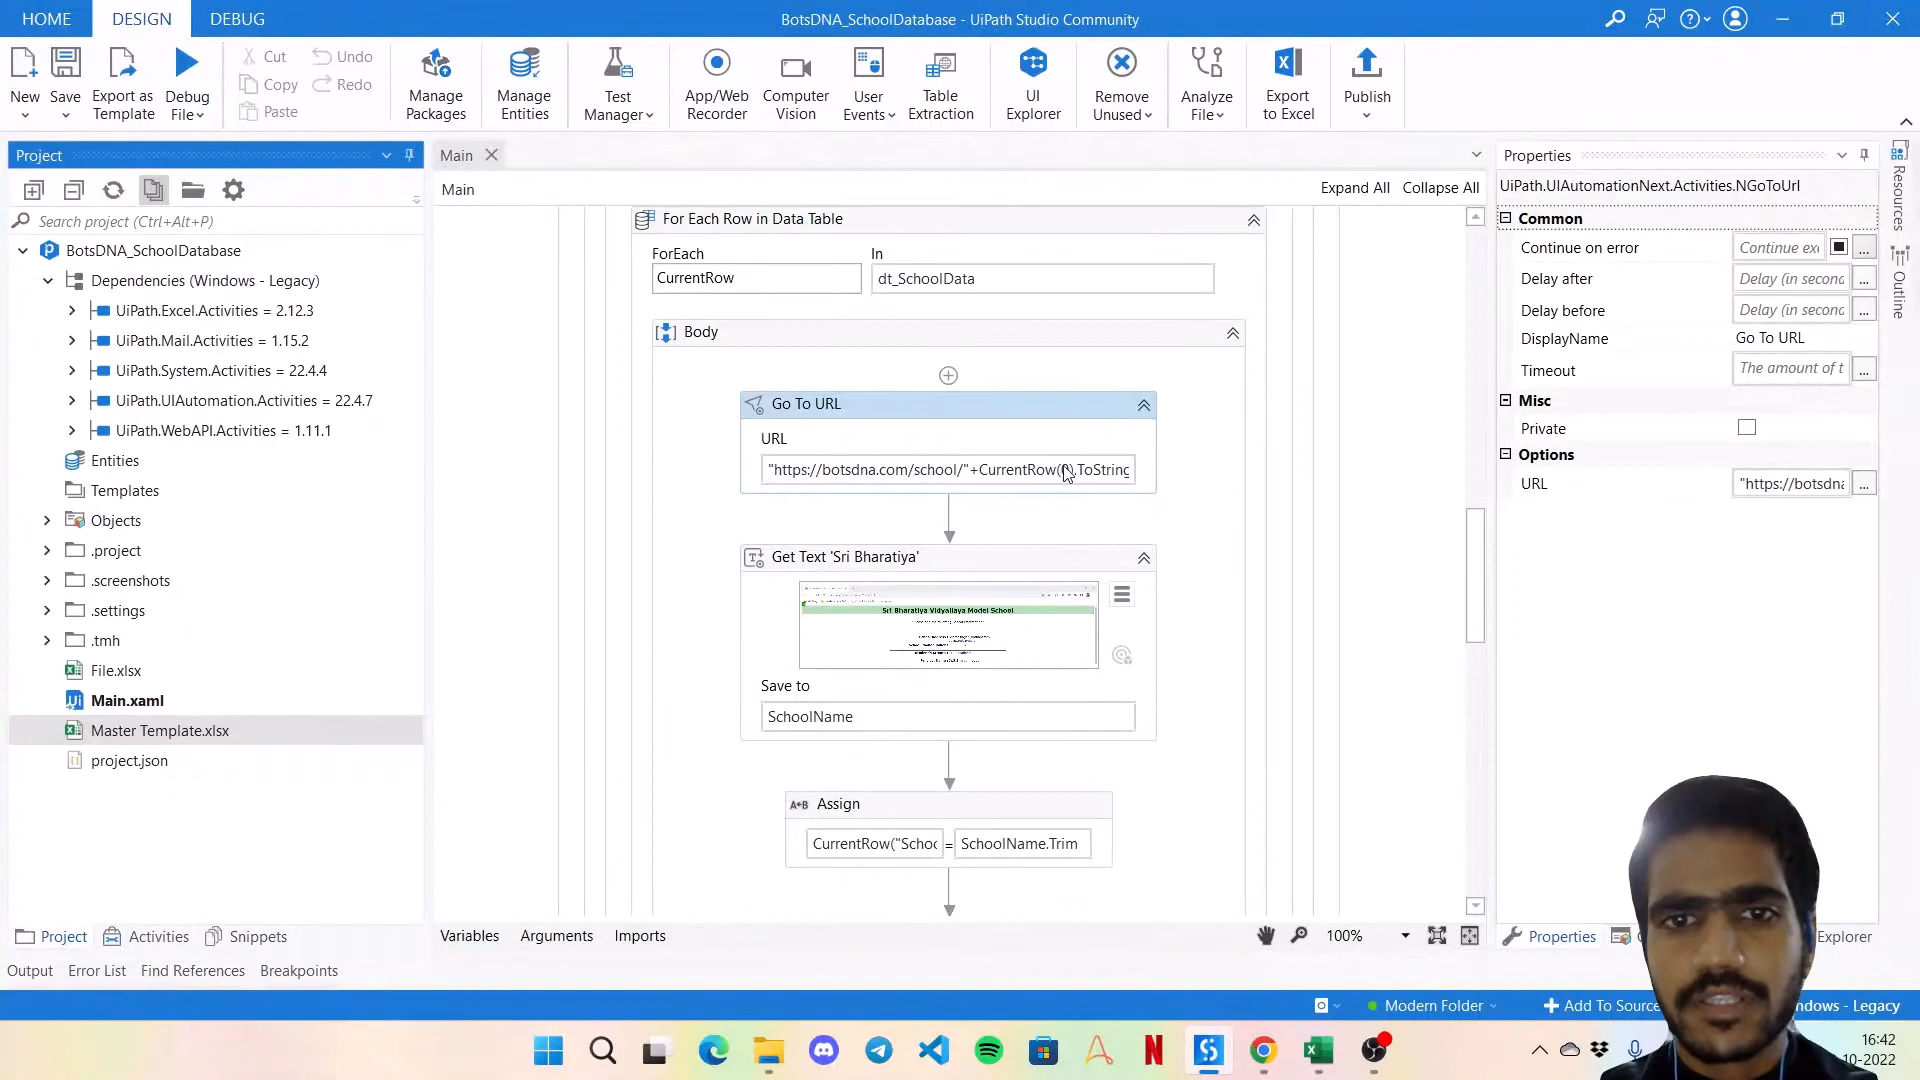 HOME DESIGN DEBUG BotsDNA_SchoolDatabase - UiPath Studio Community
Cut Undo
Copy Redo
Paste
New Save Export as Template Debug File Manage Packages Manage Entities Test Manager App/Web Recorder Computer Vision User Events Table Extraction UI Explorer Remove Unused Analyze File Export to Excel Publish
Project
Search project (Ctrl+Alt+P)
BotsDNA_SchoolDatabase
Dependencies (Windows - Legacy)
UiPath.Excel.Activities = 2.12.3
UiPath.Mail.Activities = 1.15.2
UiPath.System.Activities = 22.4.4
UiPath.UIAutomation.Activities = 22.4.7
UiPath.WebAPI.Activities = 1.11.1
Entities
Templates
Objects
.project
.screenshots
.settings
.tmh
File.xlsx
Main.xaml
Master Template.xlsx
project.json
Project Activities Snippets
Main
Main Expand All Collapse All
For Each Row in Data Table
ForEach In
CurrentRow dt_SchoolData
Body
Go To URL
URL
"https://botsdna.com/school/"+CurrentRow(0).ToString
Get Text 'Sri Bharatiya'
Sri Bharatiya Vidyaliaya Model School
Save to
SchoolName
A+B Assign
CurrentRow("Schoo = SchoolName.Trim
Variables Arguments Imports 100%
Properties
UiPath.UIAutomationNext.Activities.NGoToUrl
Common
Continue on error Continue exe ...
Delay after Delay (in second ...
Delay before Delay (in second ...
DisplayName Go To URL
Timeout The amount of t ...
Misc
Private
Options
URL "https://botsdna ...
Properties Explorer
Resources
Outline
Output Error List Find References Breakpoints
Modern Folder Add To Source ndows - Legacy
16:42
-10-2022